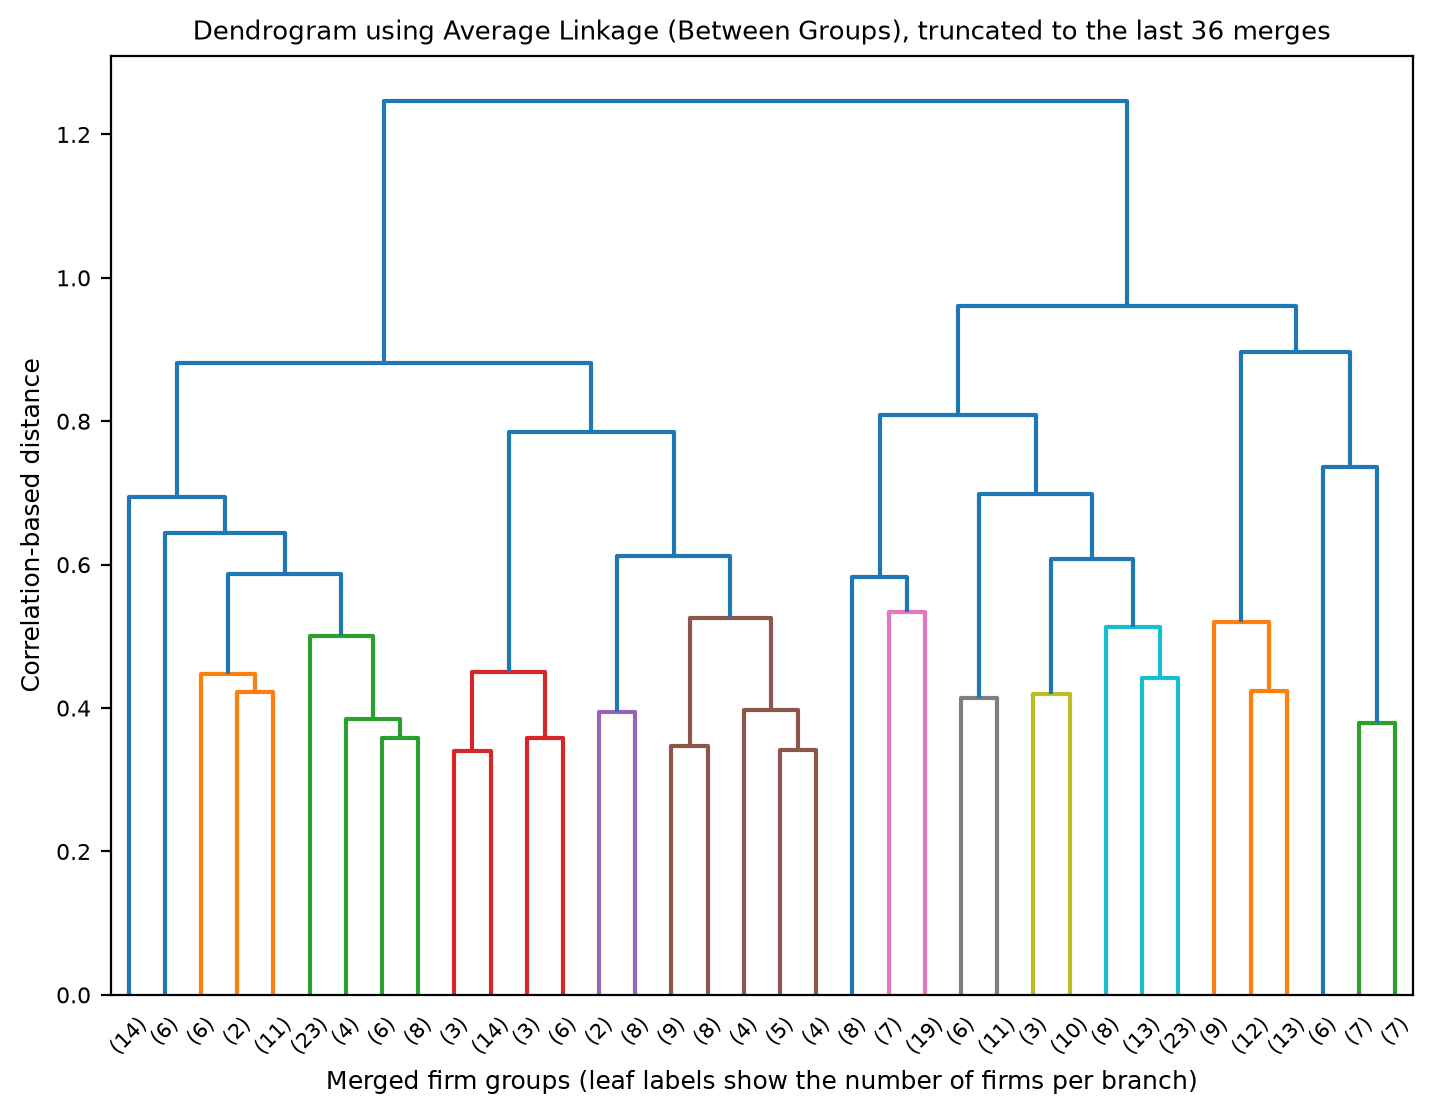 Dendrogram using Average Linkage (Between Groups), truncated to the last 36 merges
1.2
1.0
0.8
0.6
0.4
0.2
0.0
Correlation-based distance
(14) (6) (6) (2) (11) (23) (4) (6) (8) (3) (14) (3) (6) (2) (8) (9) (8) (4) (5) (4) (8) (7) (19) (6) (11) (3) (10) (8) (13) (23) (9) (12) (13) (6) (7) (7)
Merged firm groups (leaf labels show the number of firms per branch)